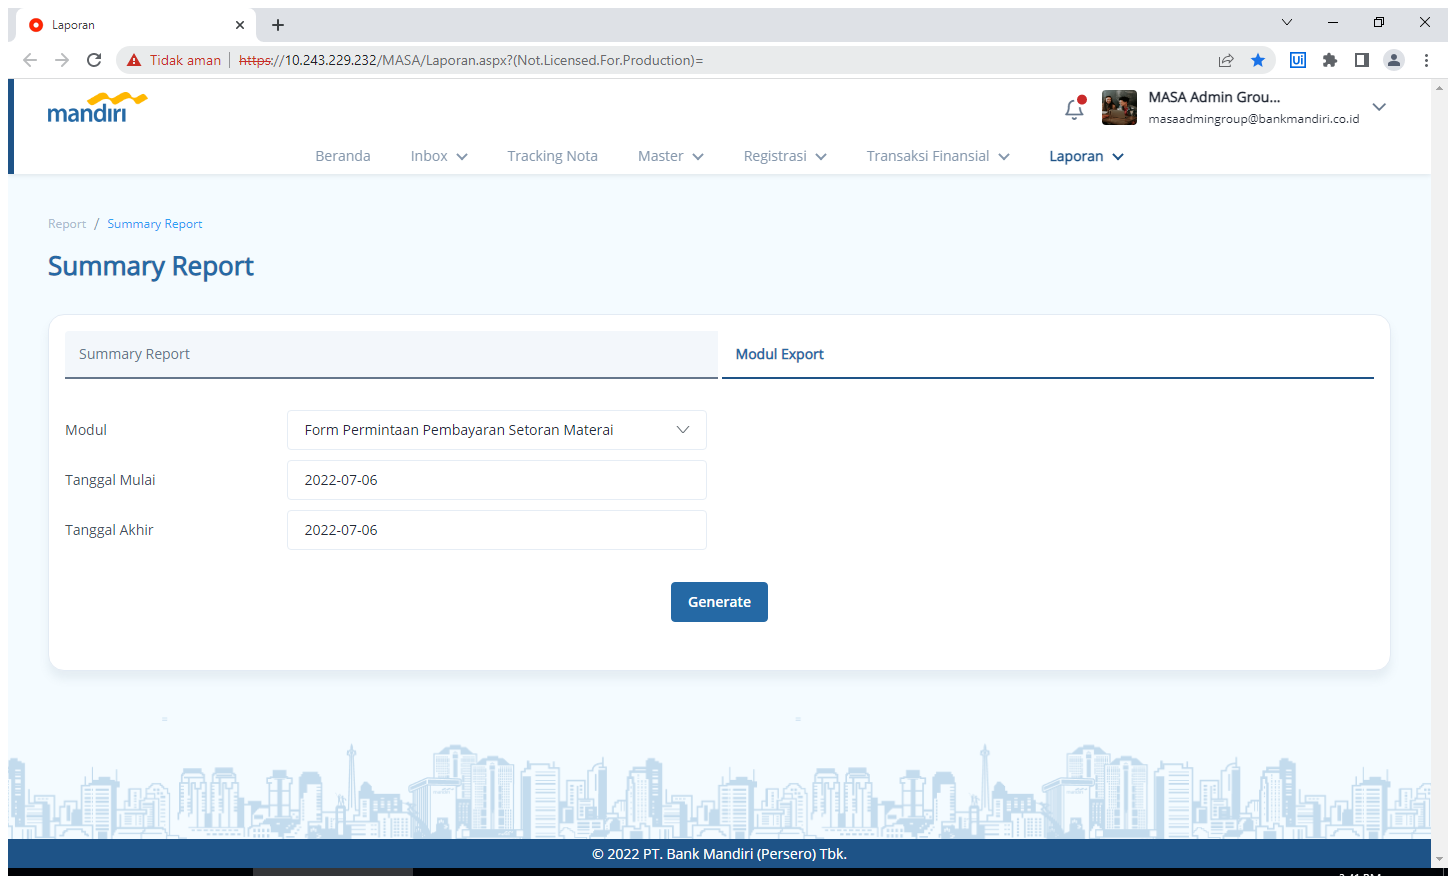 Laporan
Tidak aman https://10.243.229.232/MASA/Laporan.aspx?(Not.Licensed.For.Production)=
Ui
mandiri
MASA Admin Grou...
masaadmingroup@bankmandiri.co.id
Beranda Inbox Tracking Nota Master Registrasi Transaksi Finansial Laporan
Report / Summary Report
Summary Report
Summary Report Modul Export
Modul Form Permintaan Pembayaran Setoran Materai
Tanggal Mulai 2022-07-06
Tanggal Akhir 2022-07-06
Generate
© 2022 PT. Bank Mandiri (Persero) Tbk.